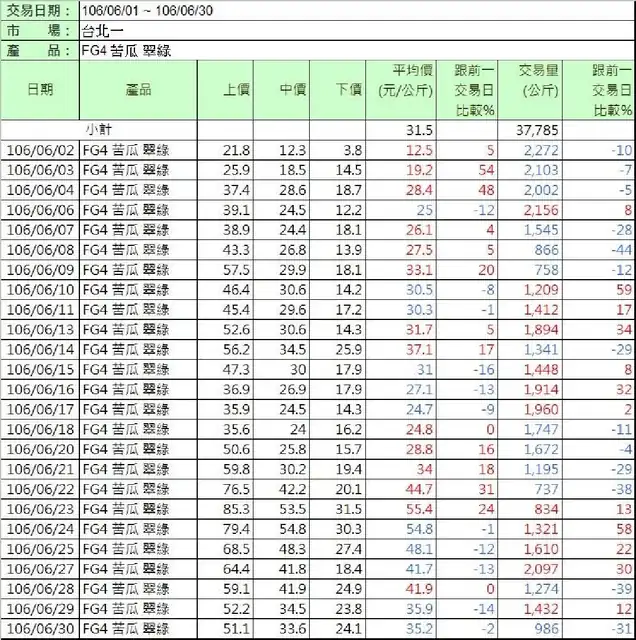 交易日期： 106/06/01 ~ 106/06/30
市 場： 台北一
產 品： FG4 苦瓜 翠綠
日期 產品 上價 中價 下價 平均價(元/公斤) 跟前一交易日比較% 交易量(公斤) 跟前一交易日比較%
小計 31.5 37,785
106/06/02 FG4 苦瓜 翠綠 21.8 12.3 3.8 12.5 5 2,272 -10
106/06/03 FG4 苦瓜 翠綠 25.9 18.5 14.5 19.2 54 2,103 -7
106/06/04 FG4 苦瓜 翠綠 37.4 28.6 18.7 28.4 48 2,002 -5
106/06/06 FG4 苦瓜 翠綠 39.1 24.5 12.2 25 -12 2,156 8
106/06/07 FG4 苦瓜 翠綠 38.9 24.4 18.1 26.1 4 1,545 -28
106/06/08 FG4 苦瓜 翠綠 43.3 26.8 13.9 27.5 5 866 -44
106/06/09 FG4 苦瓜 翠綠 57.5 29.9 18.1 33.1 20 758 -12
106/06/10 FG4 苦瓜 翠綠 46.4 30.6 14.2 30.5 -8 1,209 59
106/06/11 FG4 苦瓜 翠綠 45.4 29.6 17.2 30.3 -1 1,412 17
106/06/13 FG4 苦瓜 翠綠 52.6 30.6 14.3 31.7 5 1,894 34
106/06/14 FG4 苦瓜 翠綠 56.2 34.5 25.9 37.1 17 1,341 -29
106/06/15 FG4 苦瓜 翠綠 47.3 30 17.9 31 -16 1,448 8
106/06/16 FG4 苦瓜 翠綠 36.9 26.9 17.9 27.1 -13 1,914 32
106/06/17 FG4 苦瓜 翠綠 35.9 24.5 14.3 24.7 -9 1,960 2
106/06/18 FG4 苦瓜 翠綠 35.6 24 16.2 24.8 0 1,747 -11
106/06/20 FG4 苦瓜 翠綠 50.6 25.8 15.7 28.8 16 1,672 -4
106/06/21 FG4 苦瓜 翠綠 59.8 30.2 19.4 34 18 1,195 -29
106/06/22 FG4 苦瓜 翠綠 76.5 42.2 20.1 44.7 31 737 -38
106/06/23 FG4 苦瓜 翠綠 85.3 53.5 31.5 55.4 24 834 13
106/06/24 FG4 苦瓜 翠綠 79.4 54.8 30.3 54.8 -1 1,321 58
106/06/25 FG4 苦瓜 翠綠 68.5 48.3 27.4 48.1 -12 1,610 22
106/06/27 FG4 苦瓜 翠綠 64.4 41.8 18.4 41.7 -13 2,097 30
106/06/28 FG4 苦瓜 翠綠 59.1 41.9 24.9 41.9 0 1,274 -39
106/06/29 FG4 苦瓜 翠綠 52.2 34.5 23.8 35.9 -14 1,432 12
106/06/30 FG4 苦瓜 翠綠 51.1 33.6 24.1 35.2 -2 986 -31